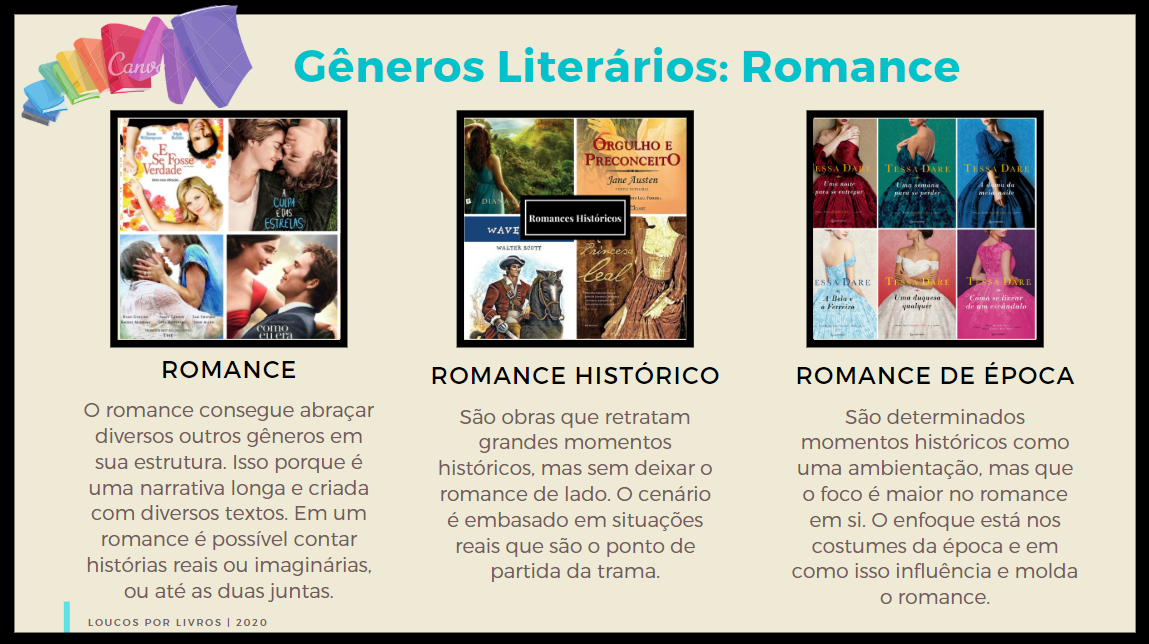 Canva
Gêneros Literários: Romance
E
Se Fosse
Verdade
A
CULPA
É DAS
ESTRELAS
como
eu era
ORGULHO E
PRECONCEITO
Jane Austen
DIANA
Romances Históricos
WAVE
WALTER SCOTT
Princesa
Leal
TESSA DARE
Uma noite
para se entregar
TESSA DARE
Uma semana
para se perder
TESSA DARE
A dama da
meia-noite
TESSA DARE
A Bela e
o Ferreiro
TESSA DARE
Uma duquesa
qualquer
TESSA DARE
Como se livrar
de um escândalo
ROMANCE
O romance consegue abraçar
diversos outros gêneros em
sua estrutura. Isso porque é
uma narrativa longa e criada
com diversos textos. Em um
romance é possível contar
histórias reais ou imaginárias,
ou até as duas juntas.
ROMANCE HISTÓRICO
São obras que retratam
grandes momentos
históricos, mas sem deixar o
romance de lado. O cenário
é embasado em situações
reais que são o ponto de
partida da trama.
ROMANCE DE ÉPOCA
São determinados
momentos históricos como
uma ambientação, mas que
o foco é maior no romance
em si. O enfoque está nos
costumes da época e em
como isso influência e molda
o romance.
LOUCOS POR LIVROS | 2020